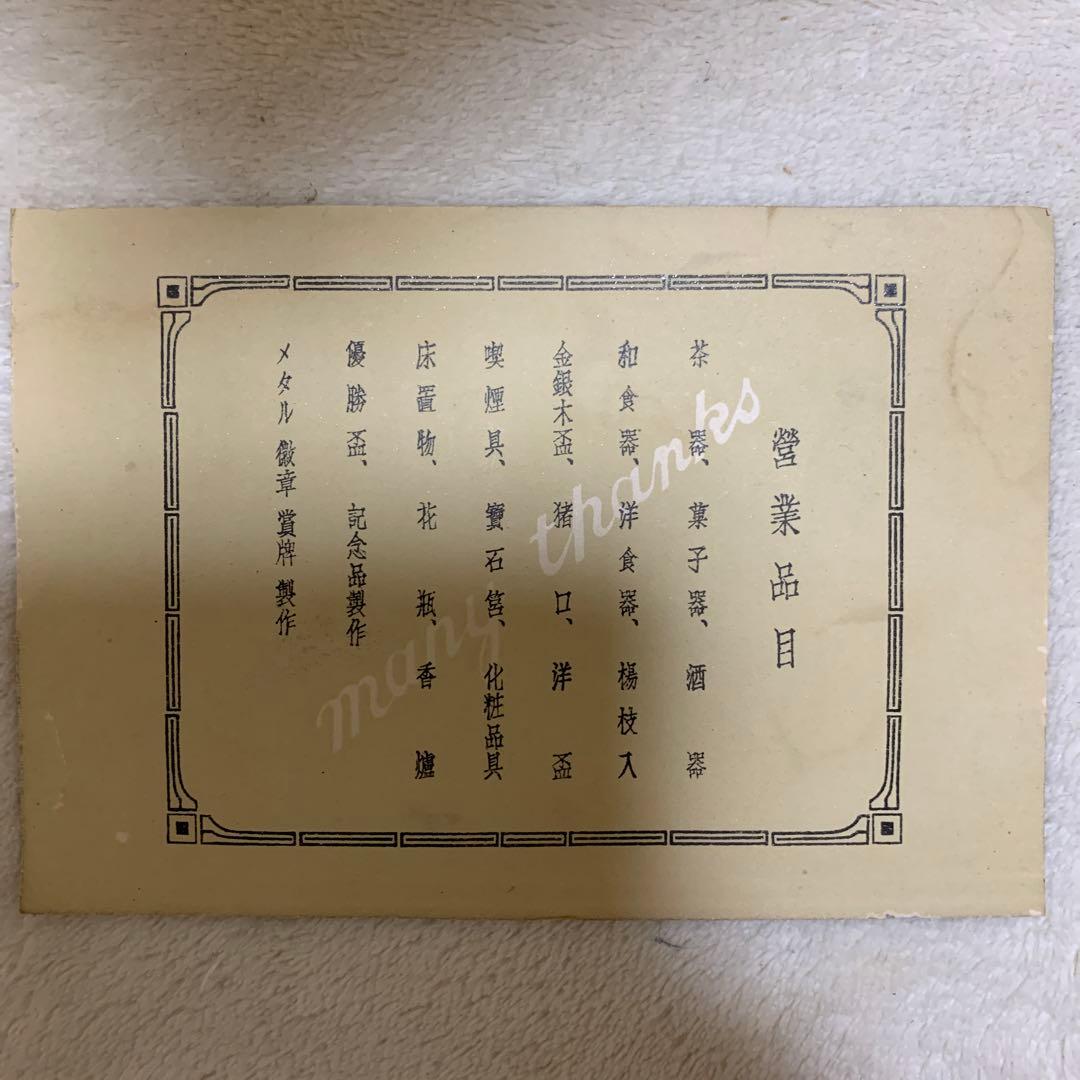 營業品目
茶器、菓子器、酒器
和食器、洋食器、楊枝入
金銀木盃、猪口、洋盃
喫煙具、寶石筥、化粧品具
床置物、花瓶、香爐
優勝盃、記念品製作
メタル徽章賞牌製作
many thanks